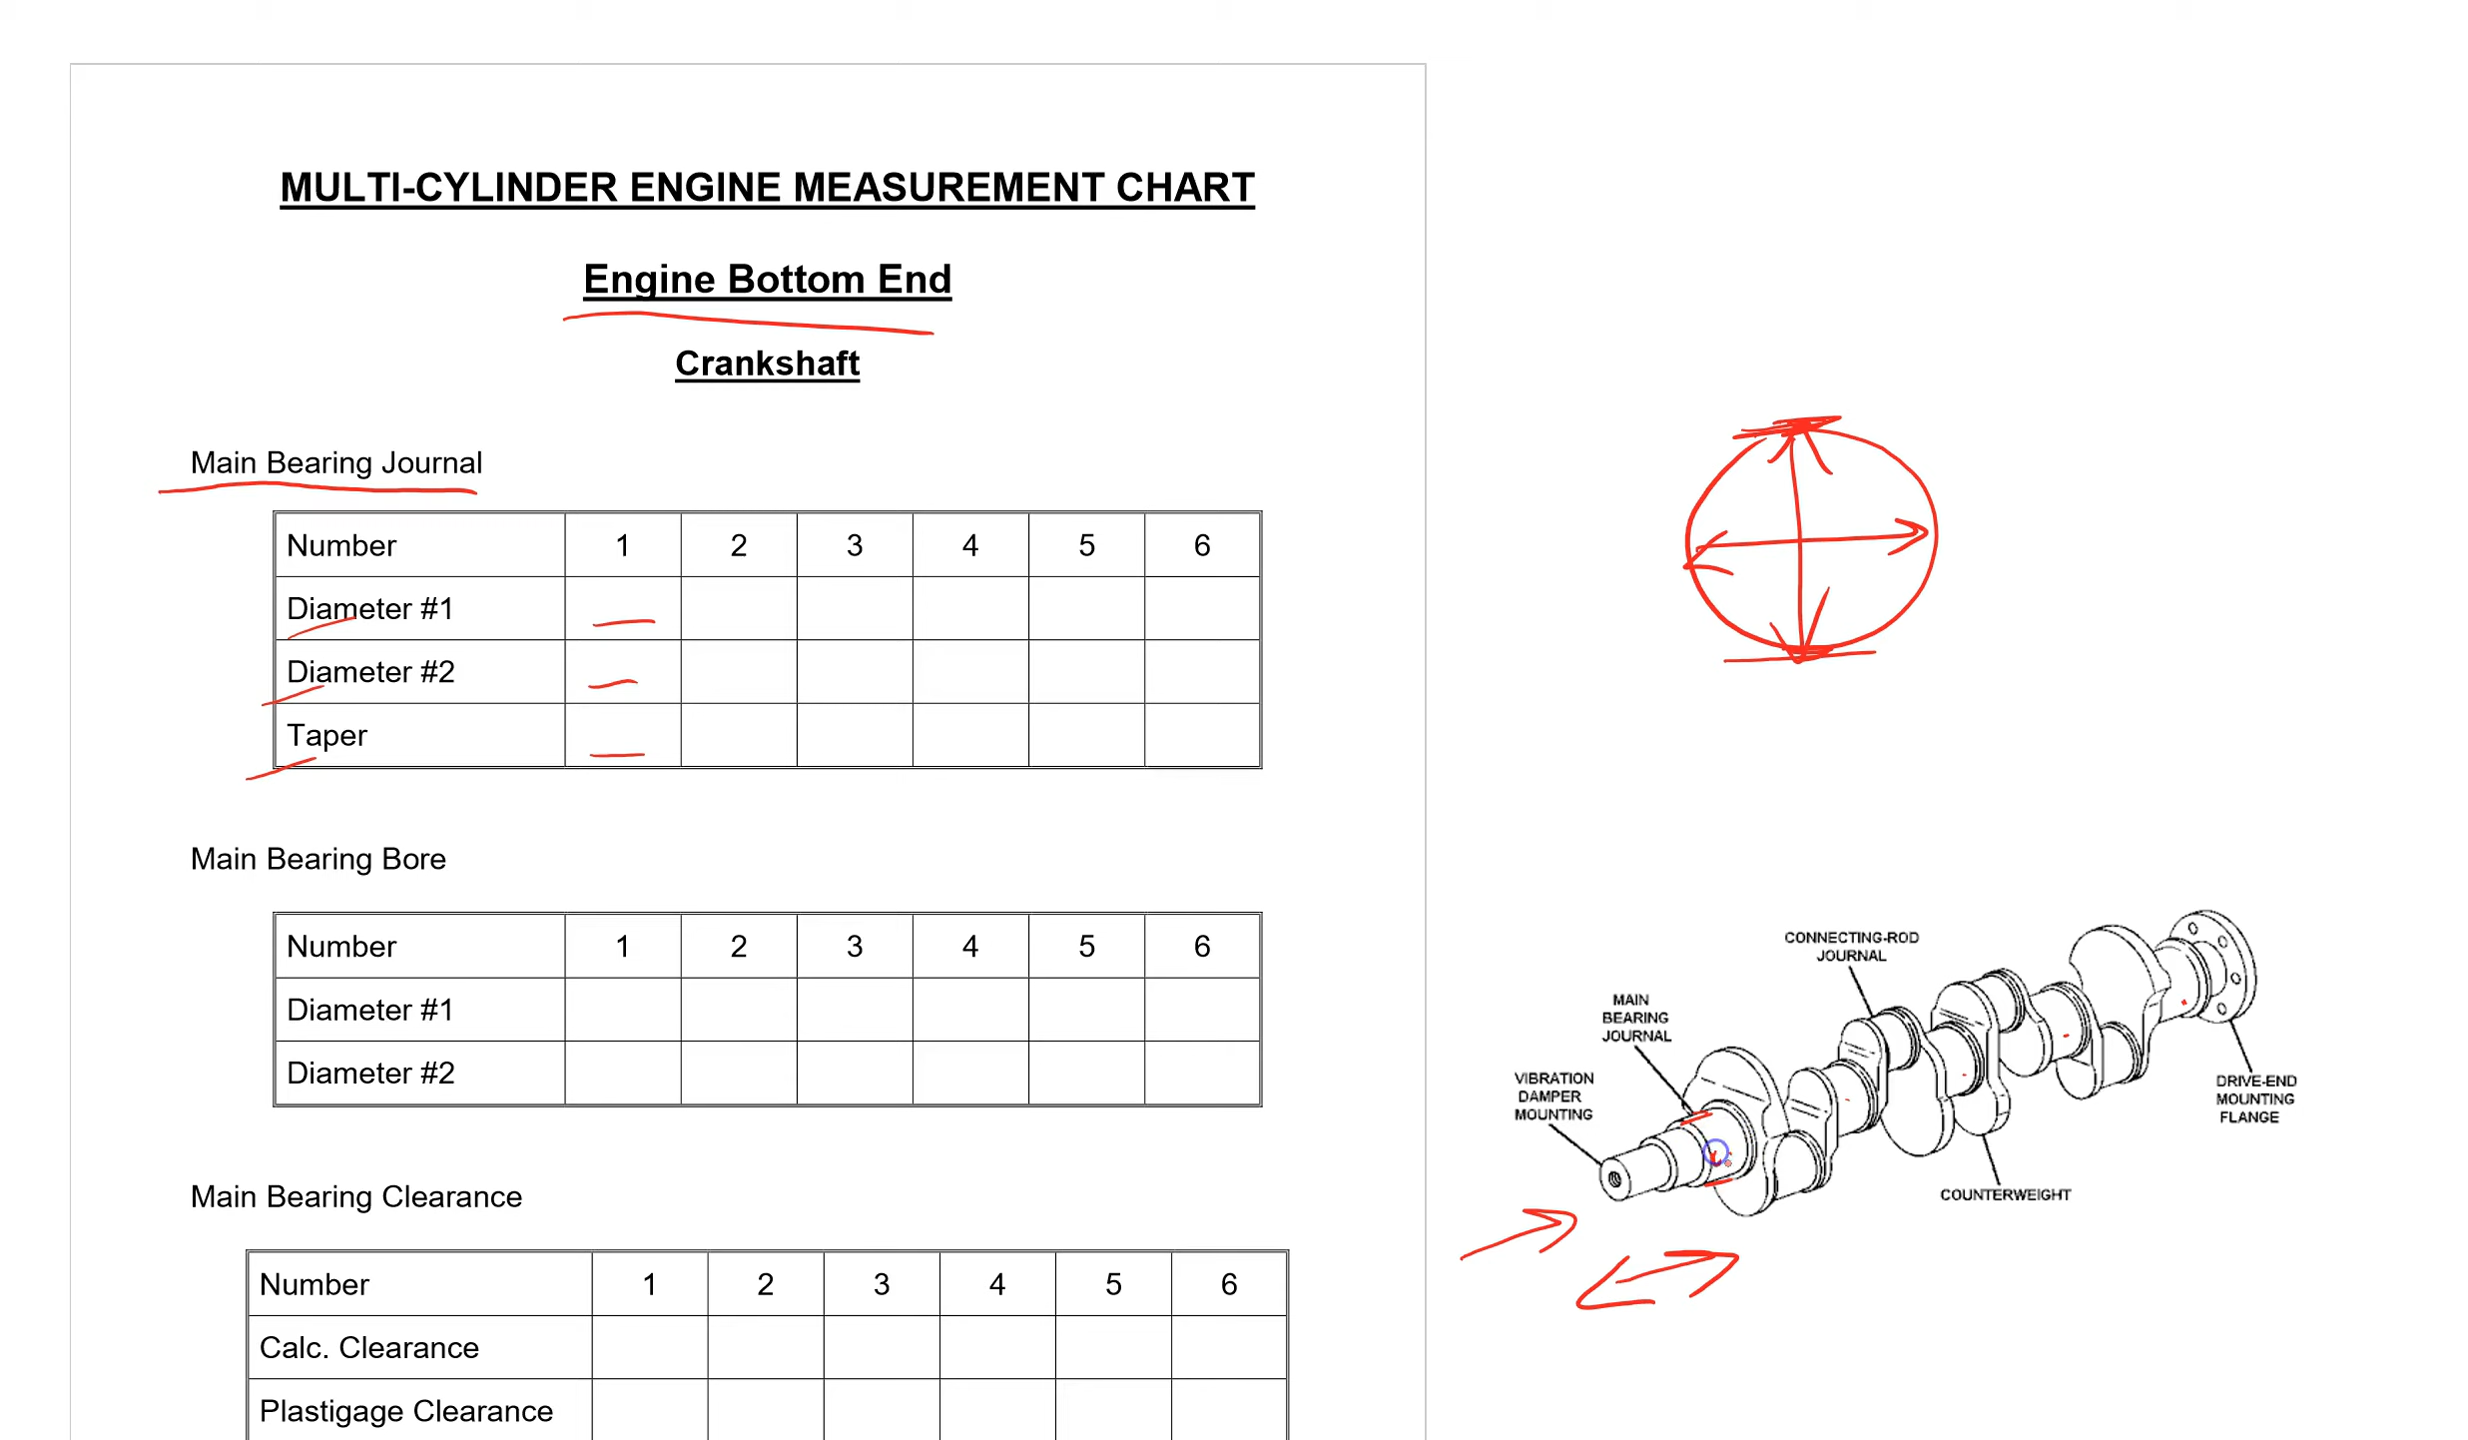 MULTI-CYLINDER ENGINE MEASUREMENT CHART
Engine Bottom End
Crankshaft
Main Bearing Journal
Number 1 2 3 4 5 6
Diameter #1
Diameter #2
Taper
Main Bearing Bore
Number 1 2 3 4 5 6
Diameter #1
Diameter #2
Main Bearing Clearance
Number 1 2 3 4 5 6
Calc. Clearance
Plastigage Clearance
CONNECTING-ROD
JOURNAL
MAIN
BEARING
JOURNAL
VIBRATION
DAMPER
MOUNTING
DRIVE-END
MOUNTING
FLANGE
COUNTERWEIGHT